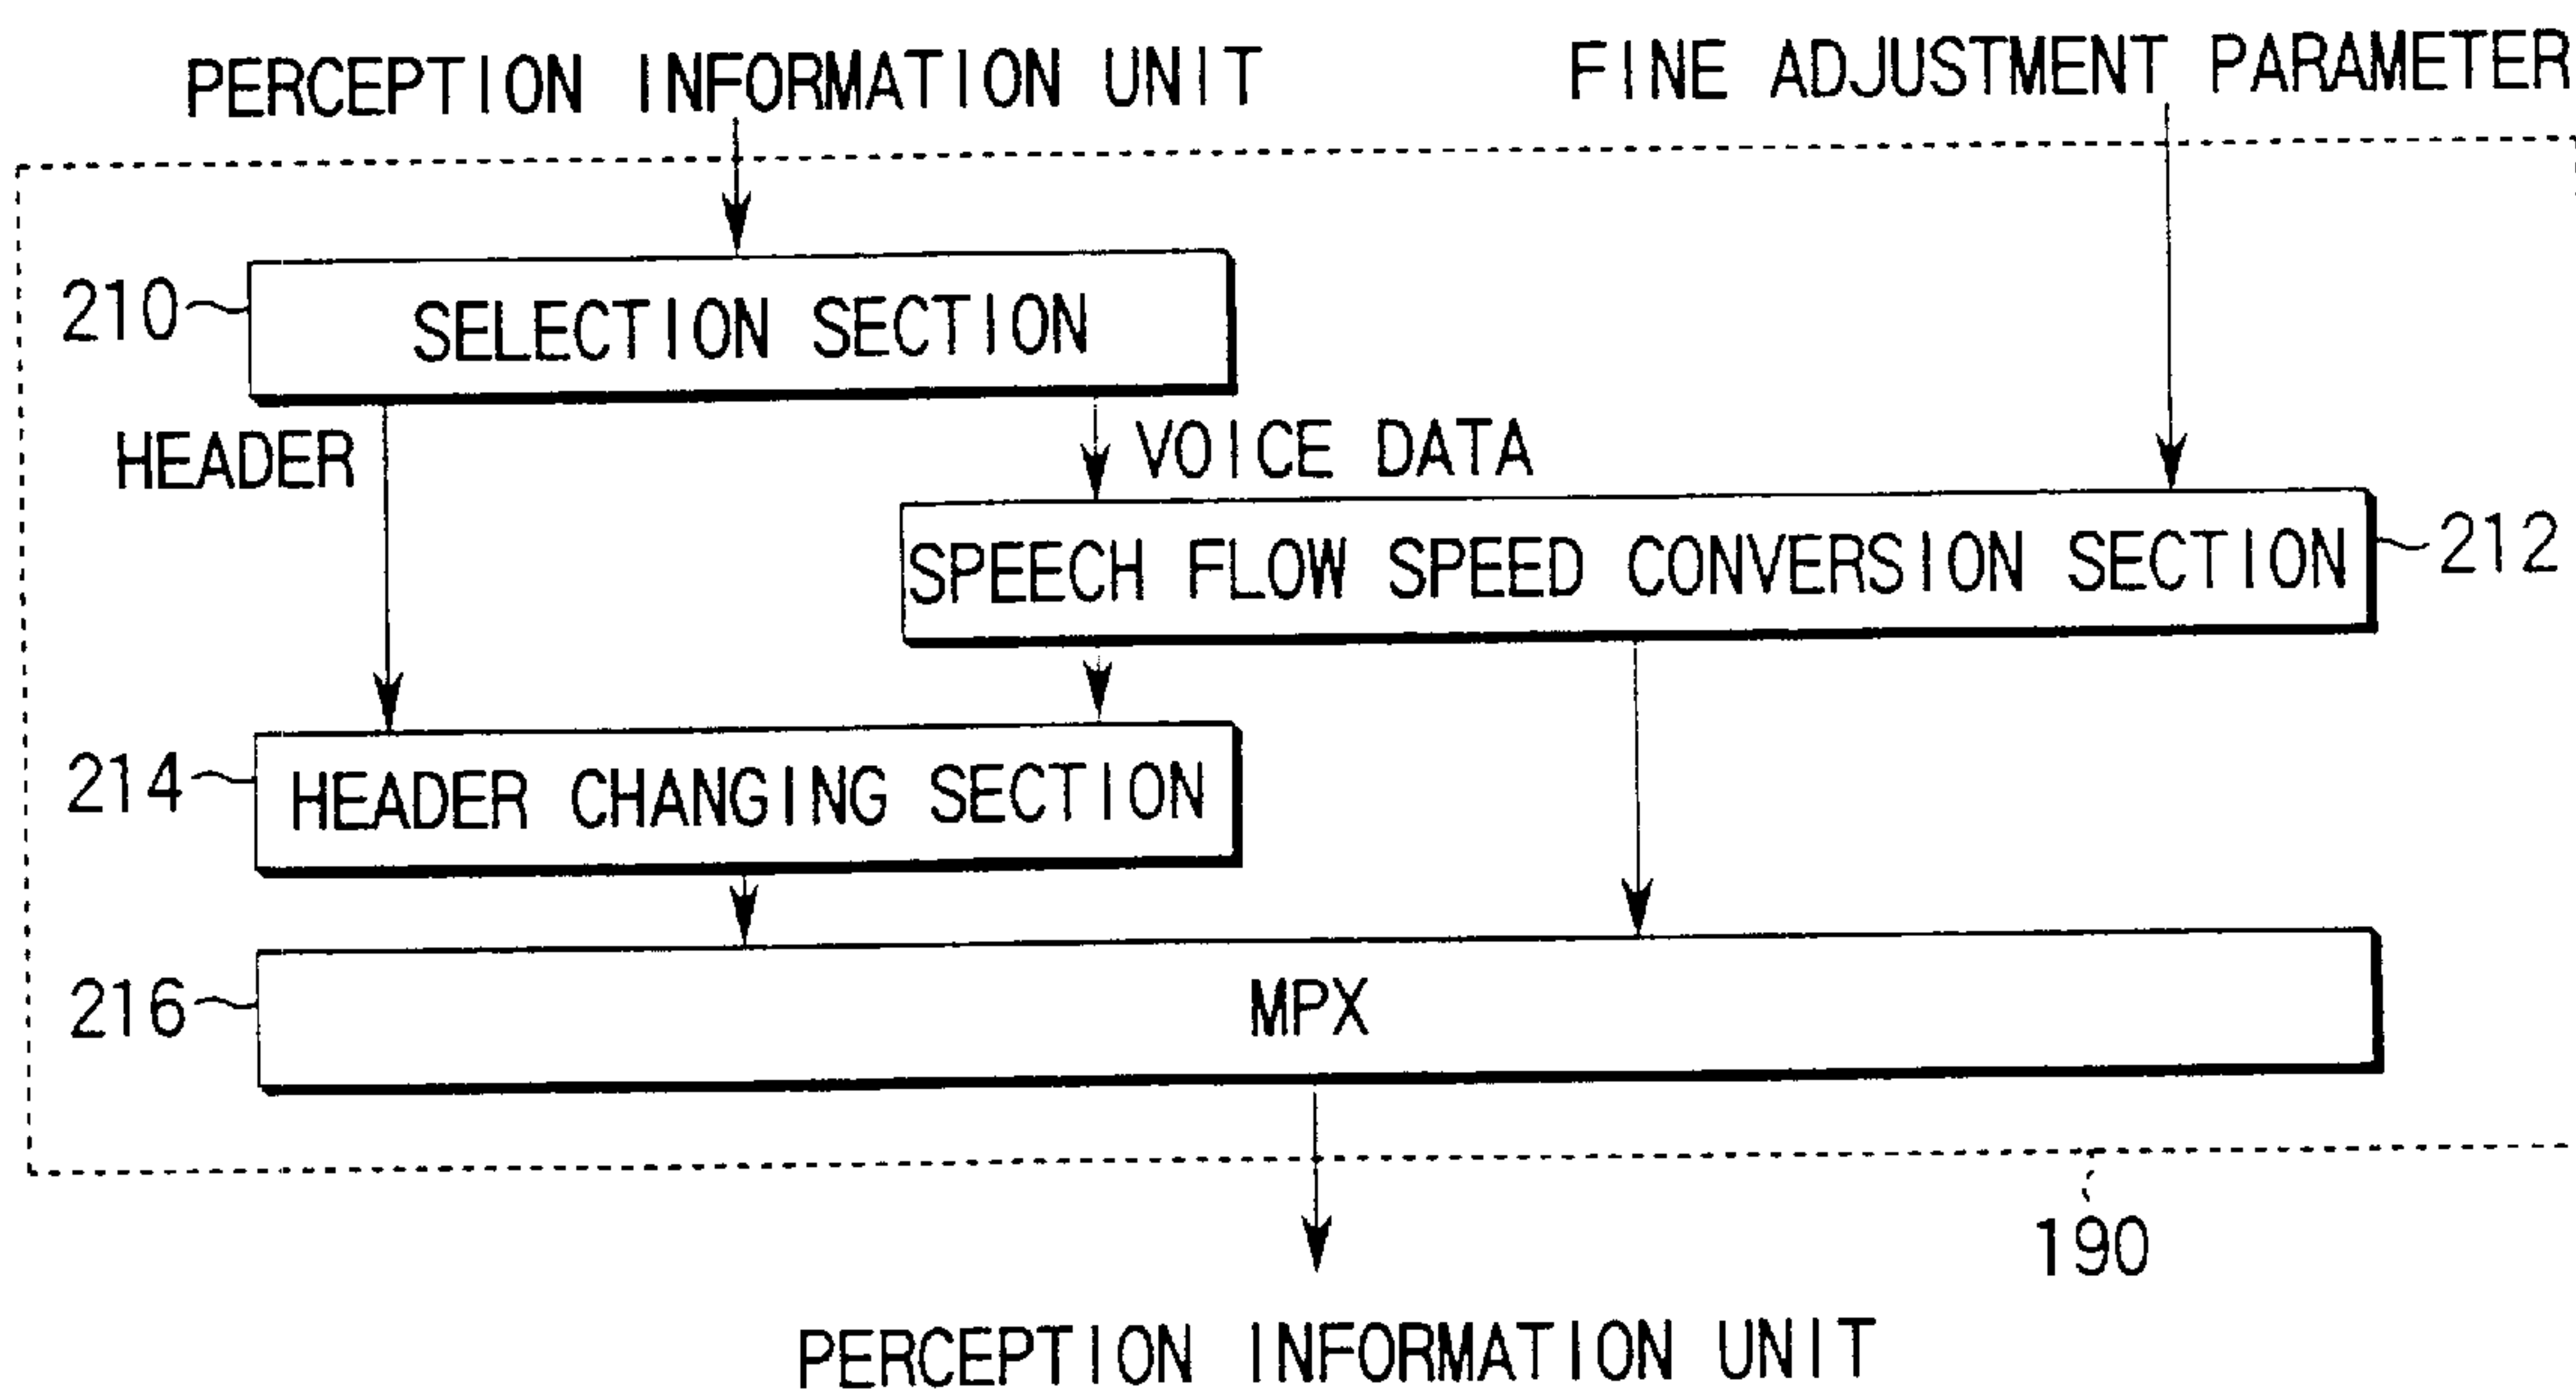 PERCEPTION INFORMATION UNIT
FINE ADJUSTMENT PARAMETER
210
SELECTION SECTION
HEADER
VOICE DATA
SPEECH FLOW SPEED CONVERSION SECTION
212
214
HEADER CHANGING SECTION
216
MPX
190
PERCEPTION INFORMATION UNIT